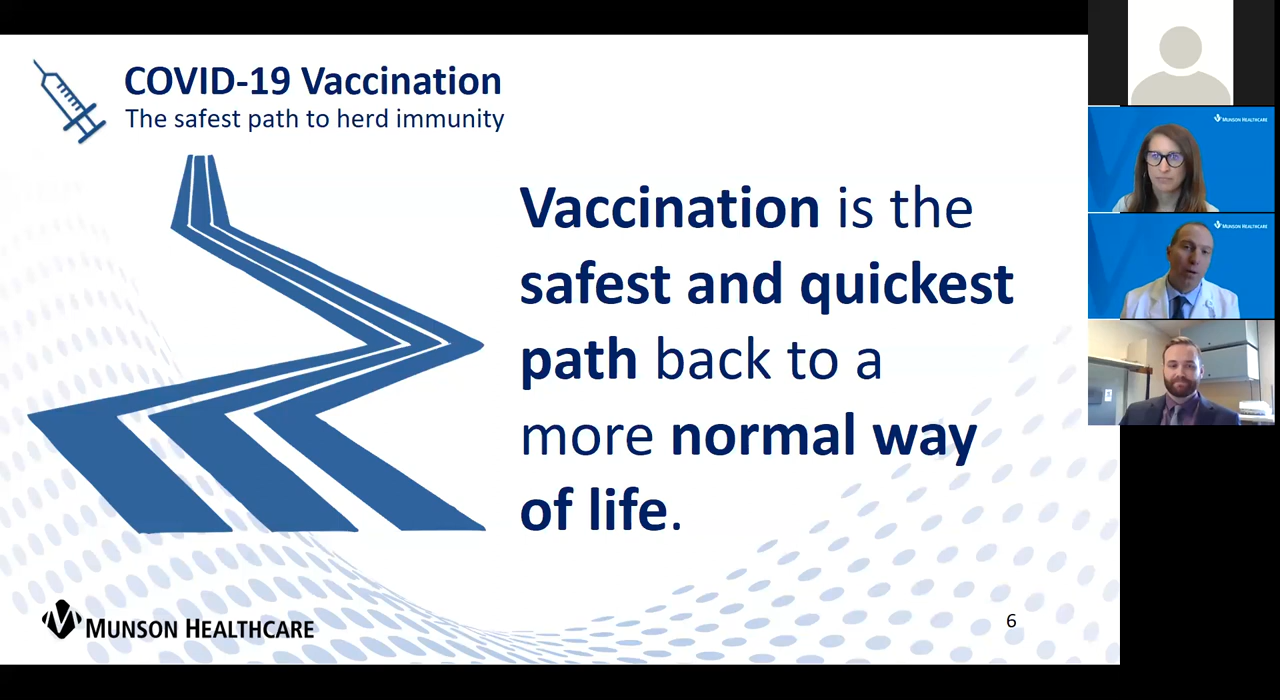 COVID-19 Vaccination
The safest path to herd immunity
Vaccination is the
safest and quickest
path back to a
more normal way
of life.
MUNSON HEALTHCARE
6
MUNSON HEALTHCARE
MUNSON HEALTHCARE